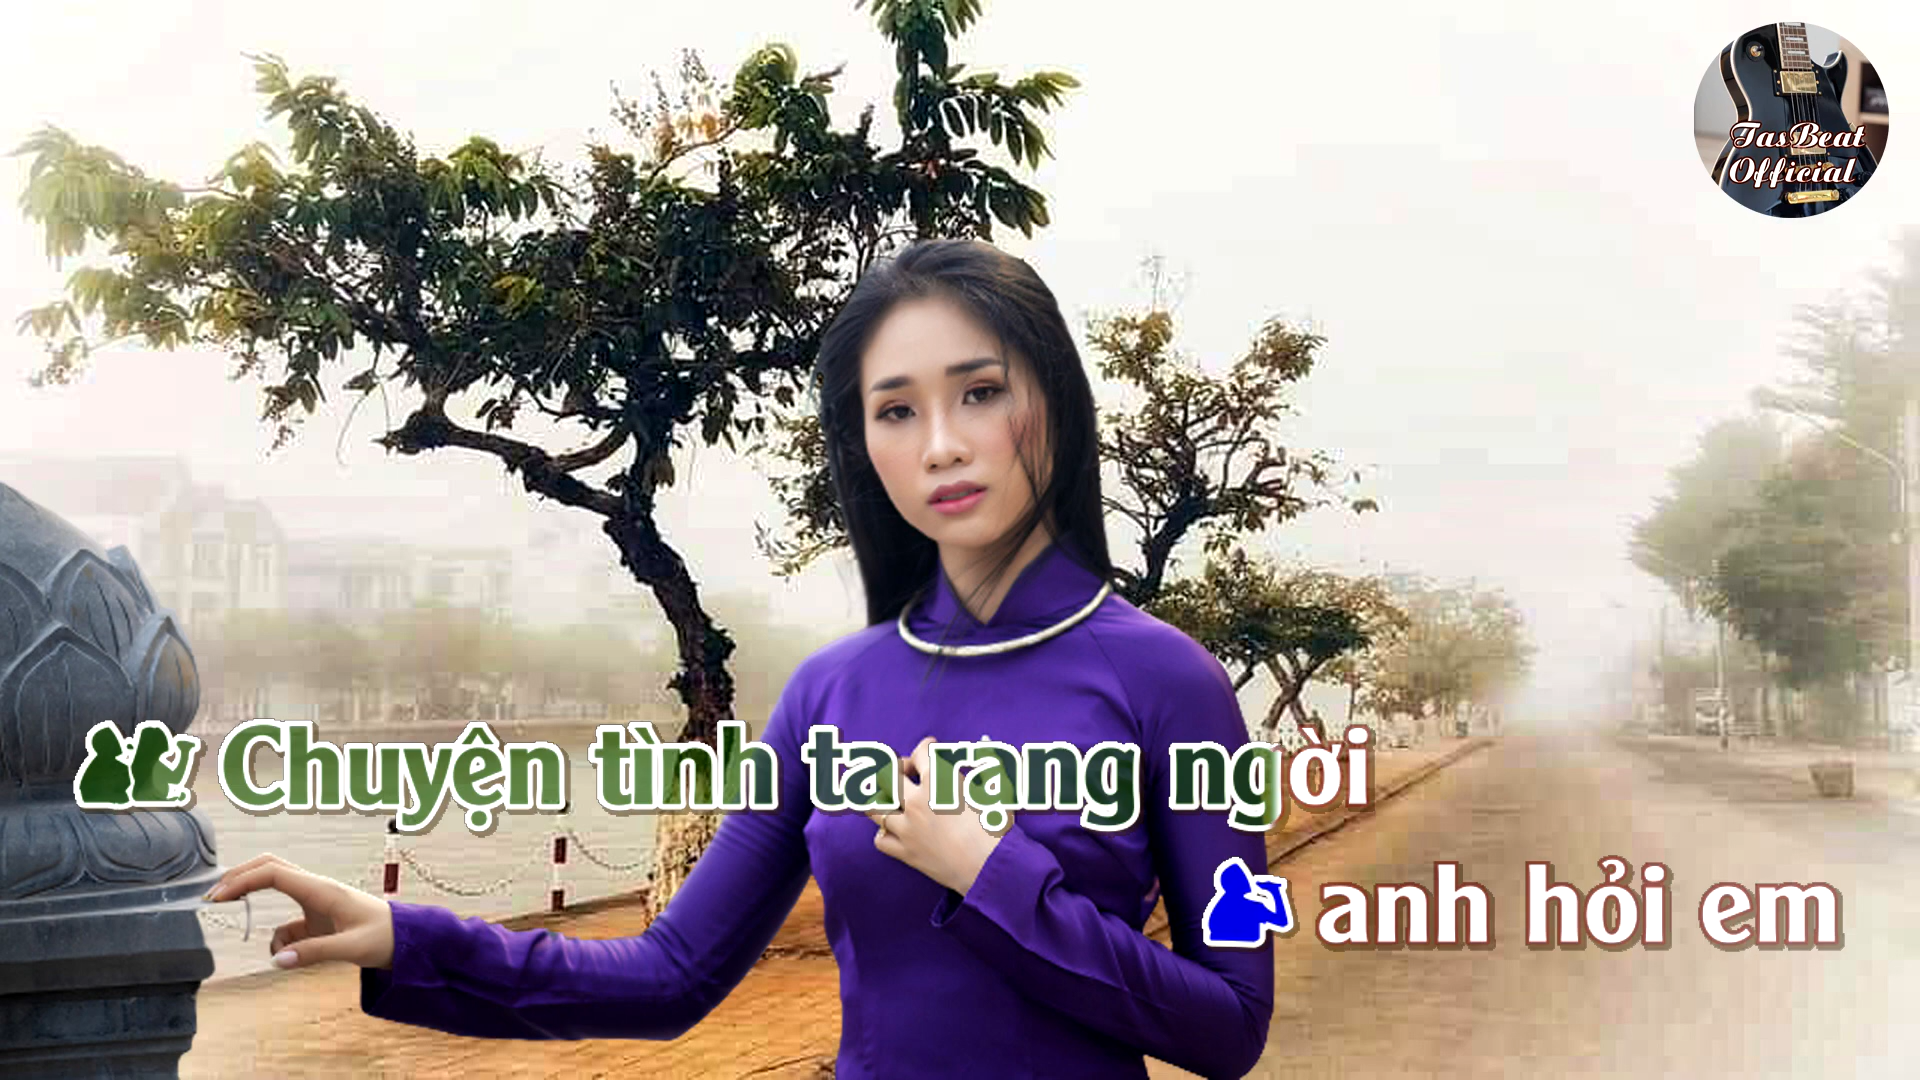 TasBeat
Official
Chuyện tình ta rạng ngời
anh hỏi em